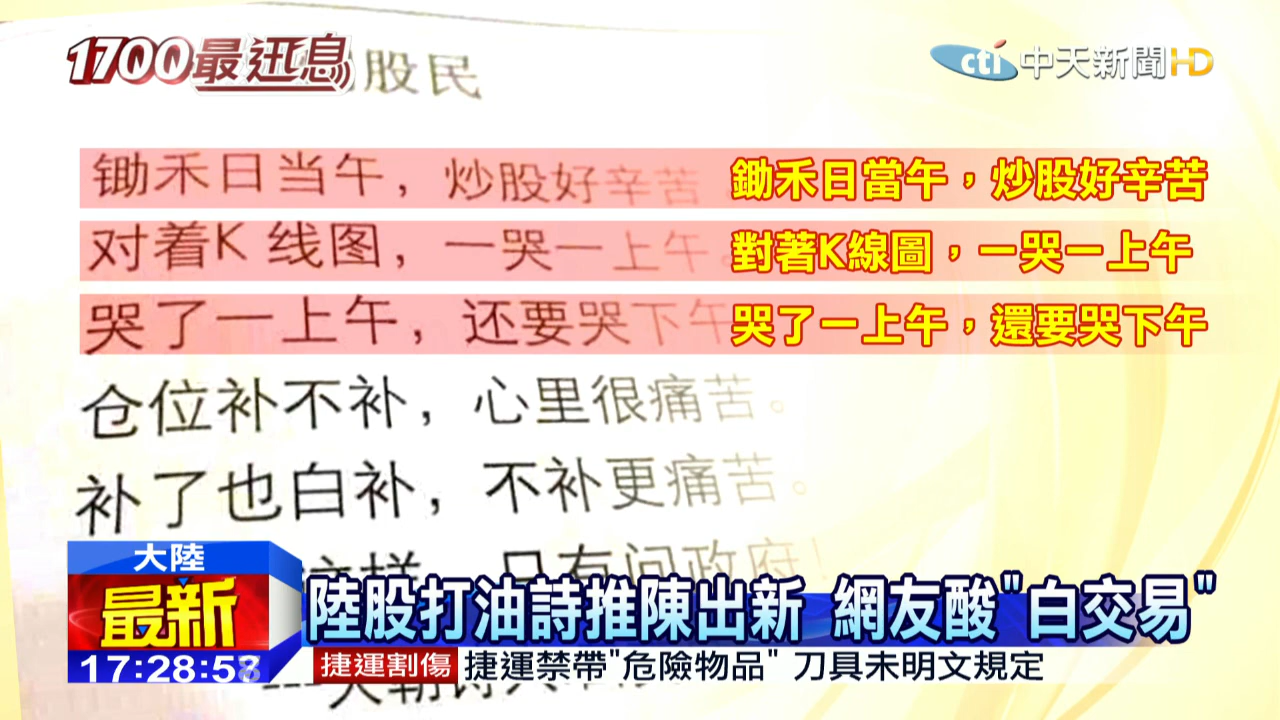 1700最迅息
股民
cti 中天新聞HD
锄禾日当午，炒股好辛苦
鋤禾日當午，炒股好辛苦
对着K线图，一哭一上午。
對著K線圖，一哭一上午
哭了一上午，还要哭下午
哭了一上午，還要哭下午
仓位补不补，心里很痛苦。
补了也白补，不补更痛苦。
只有问政府！
大陸
最新
17:28:58
陸股打油詩推陳出新 網友酸"白交易"
捷運割傷 捷運禁帶"危險物品" 刀具未明文規定